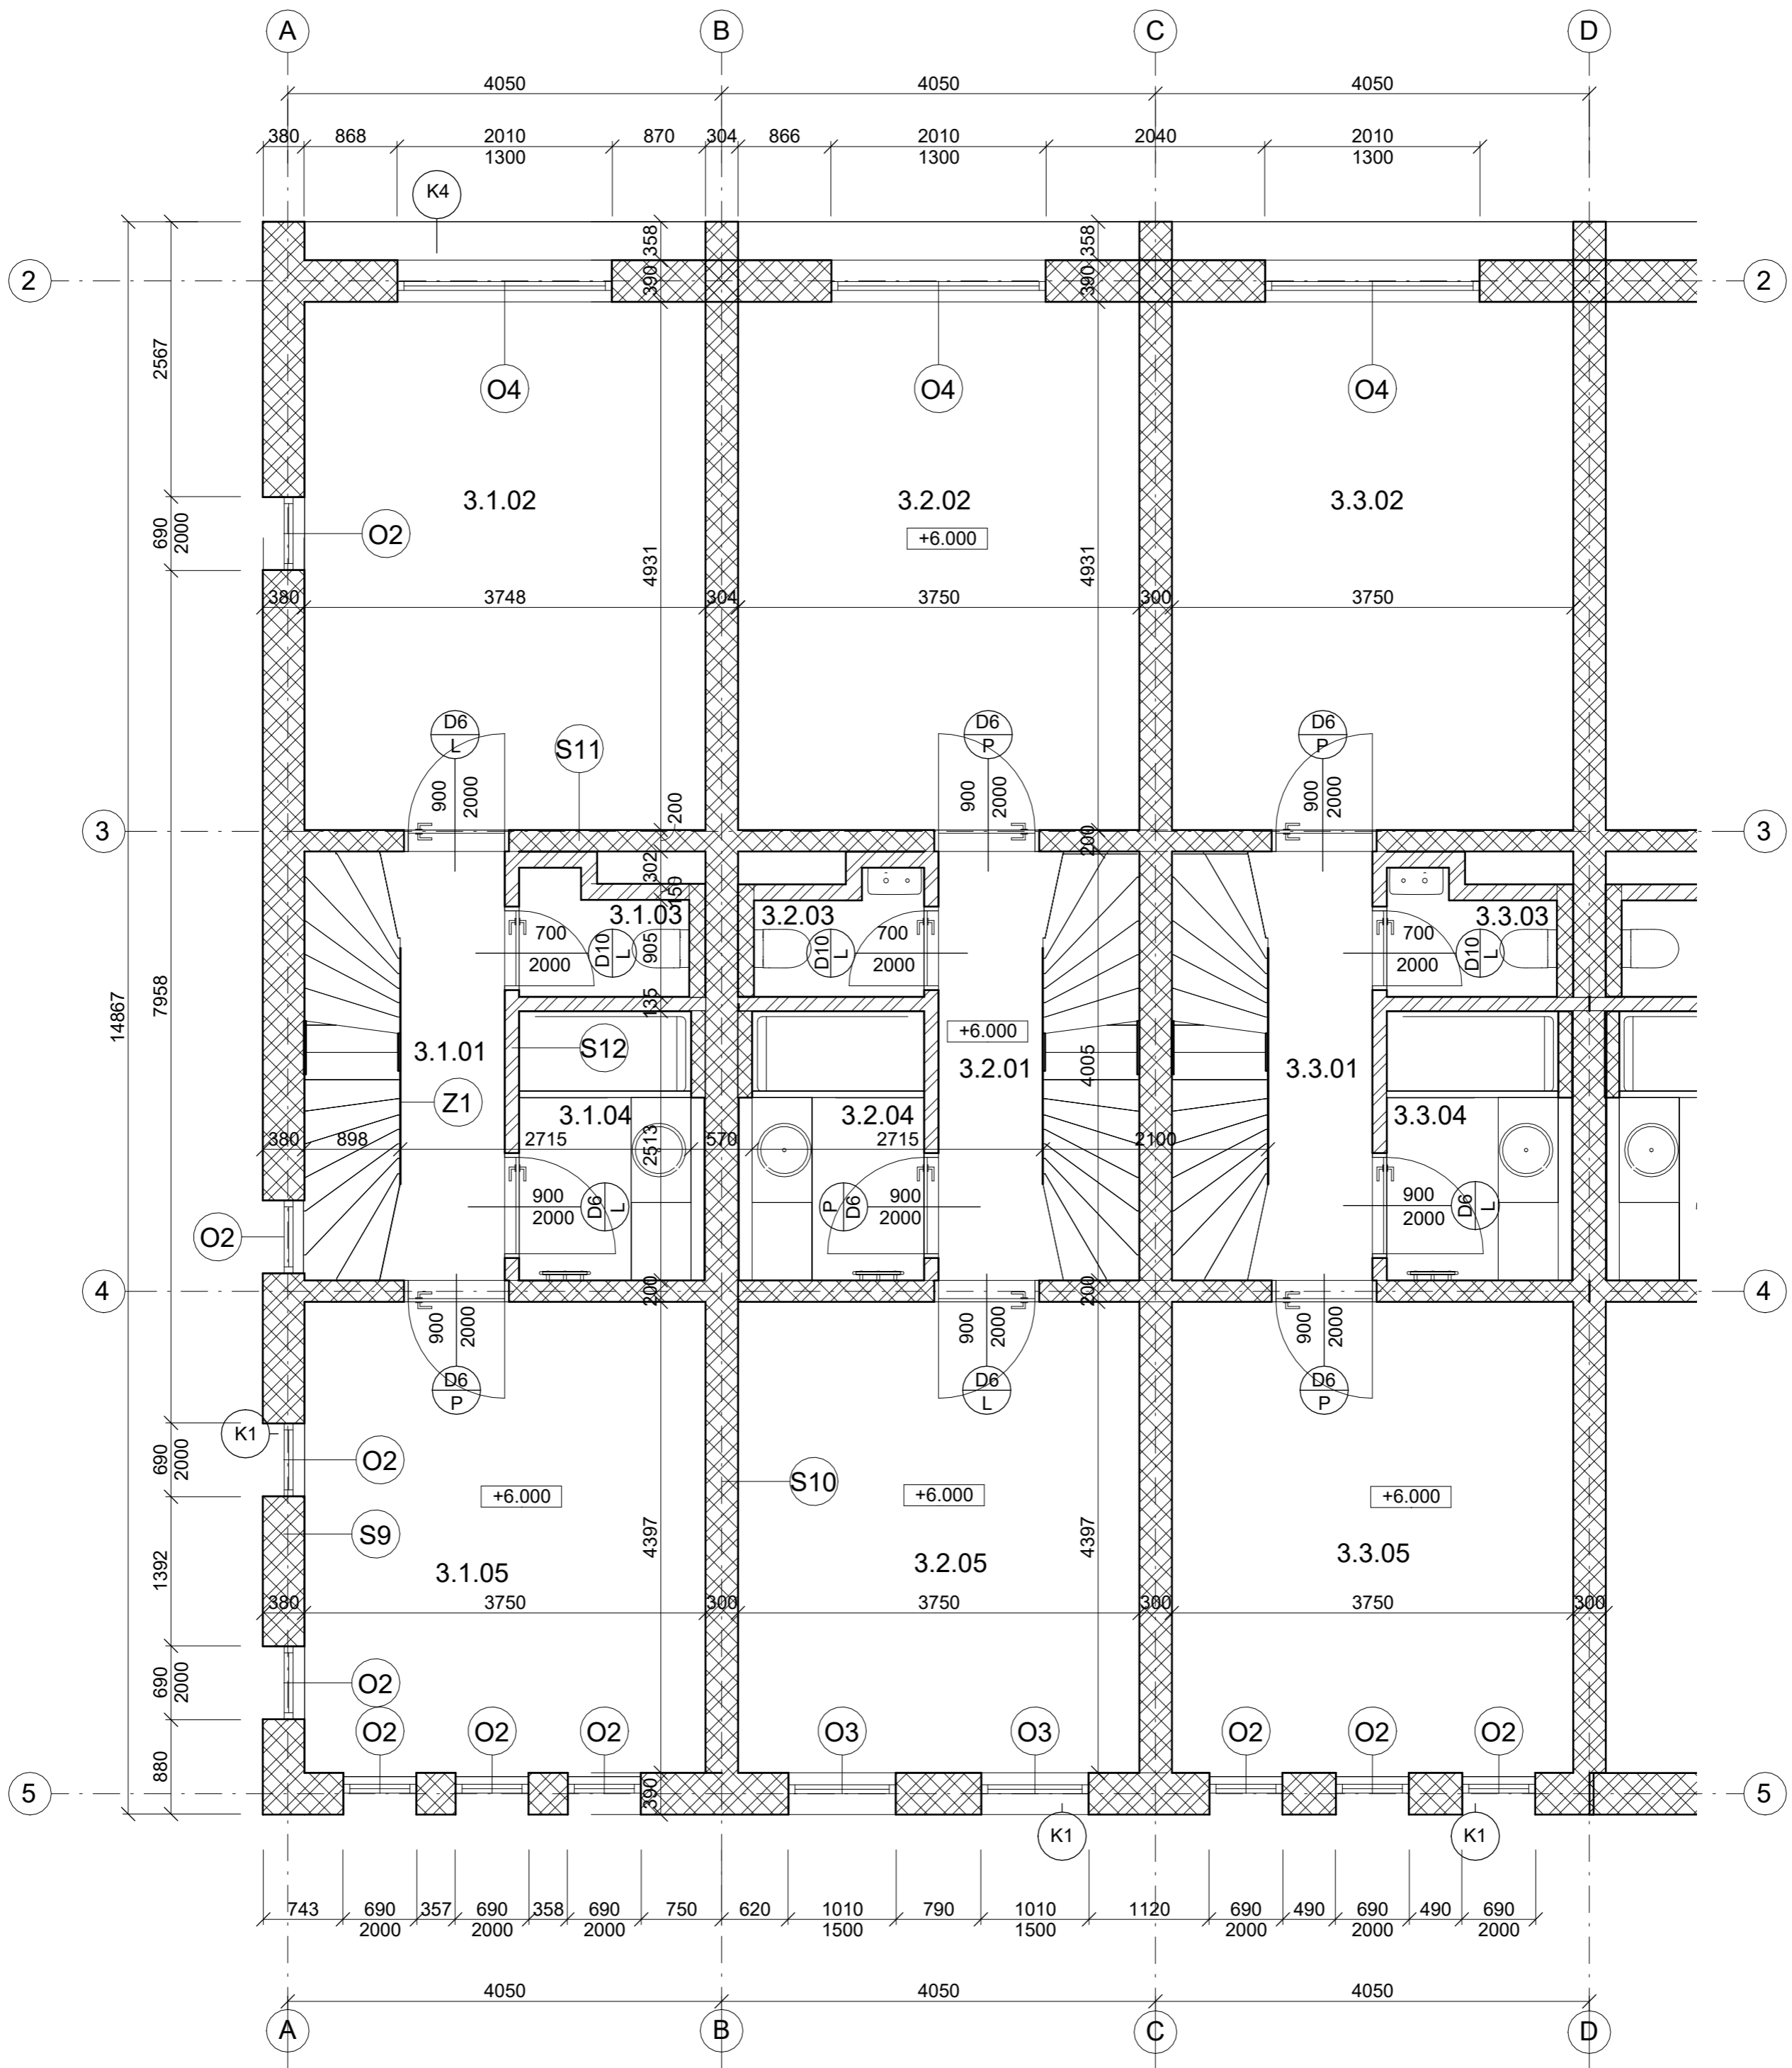 A B C D
4050 4050 4050
380 868 2010 870 304 866 2010 2040 2010
1300 1300 1300
K4
358 358
2 2
390 390
2567
O4 O4 O4
3.1.02 3.2.02 3.3.02
690
2000
O2
+6.000
4931 4931
380 3748 304 3750 300 3750
D6
L
D6
P
D6
P
S11
900
2000
900
2000
900
2000
200
3 3
200
302
150
3.1.03 3.2.03 3.3.03
700
2000
D10
L
905
D10
L
700
2000
700
2000
D10
L
14867
7958
135
+6.000
3.1.01
S12
3.2.01
4005
3.3.01
Z1
3.1.04 3.2.04 3.3.04
380 898 2715 2513 570 2715 2100
900
2000
D6
L
P
D6
900
2000
900
2000
D6
L
O2
4 4
200 200
900
2000
900
2000
900
2000
D6
P
D6
L
D6
P
K1
O2
690
2000
S10
+6.000 +6.000 +6.000
S9
4397 4397
1392
3.1.05 3.2.05 3.3.05
380 3750 300 3750 300 3750 300
690
2000
O2
O2 O2 O2 O3 O3 O2 O2 O2
880
5 5
390
K1 K1
743 690 357 690 358 690 750 620 1010 790 1010 1120 690 490 690 490 690
2000 2000 2000 1500 1500 2000 2000 2000
4050 4050 4050
A B C D